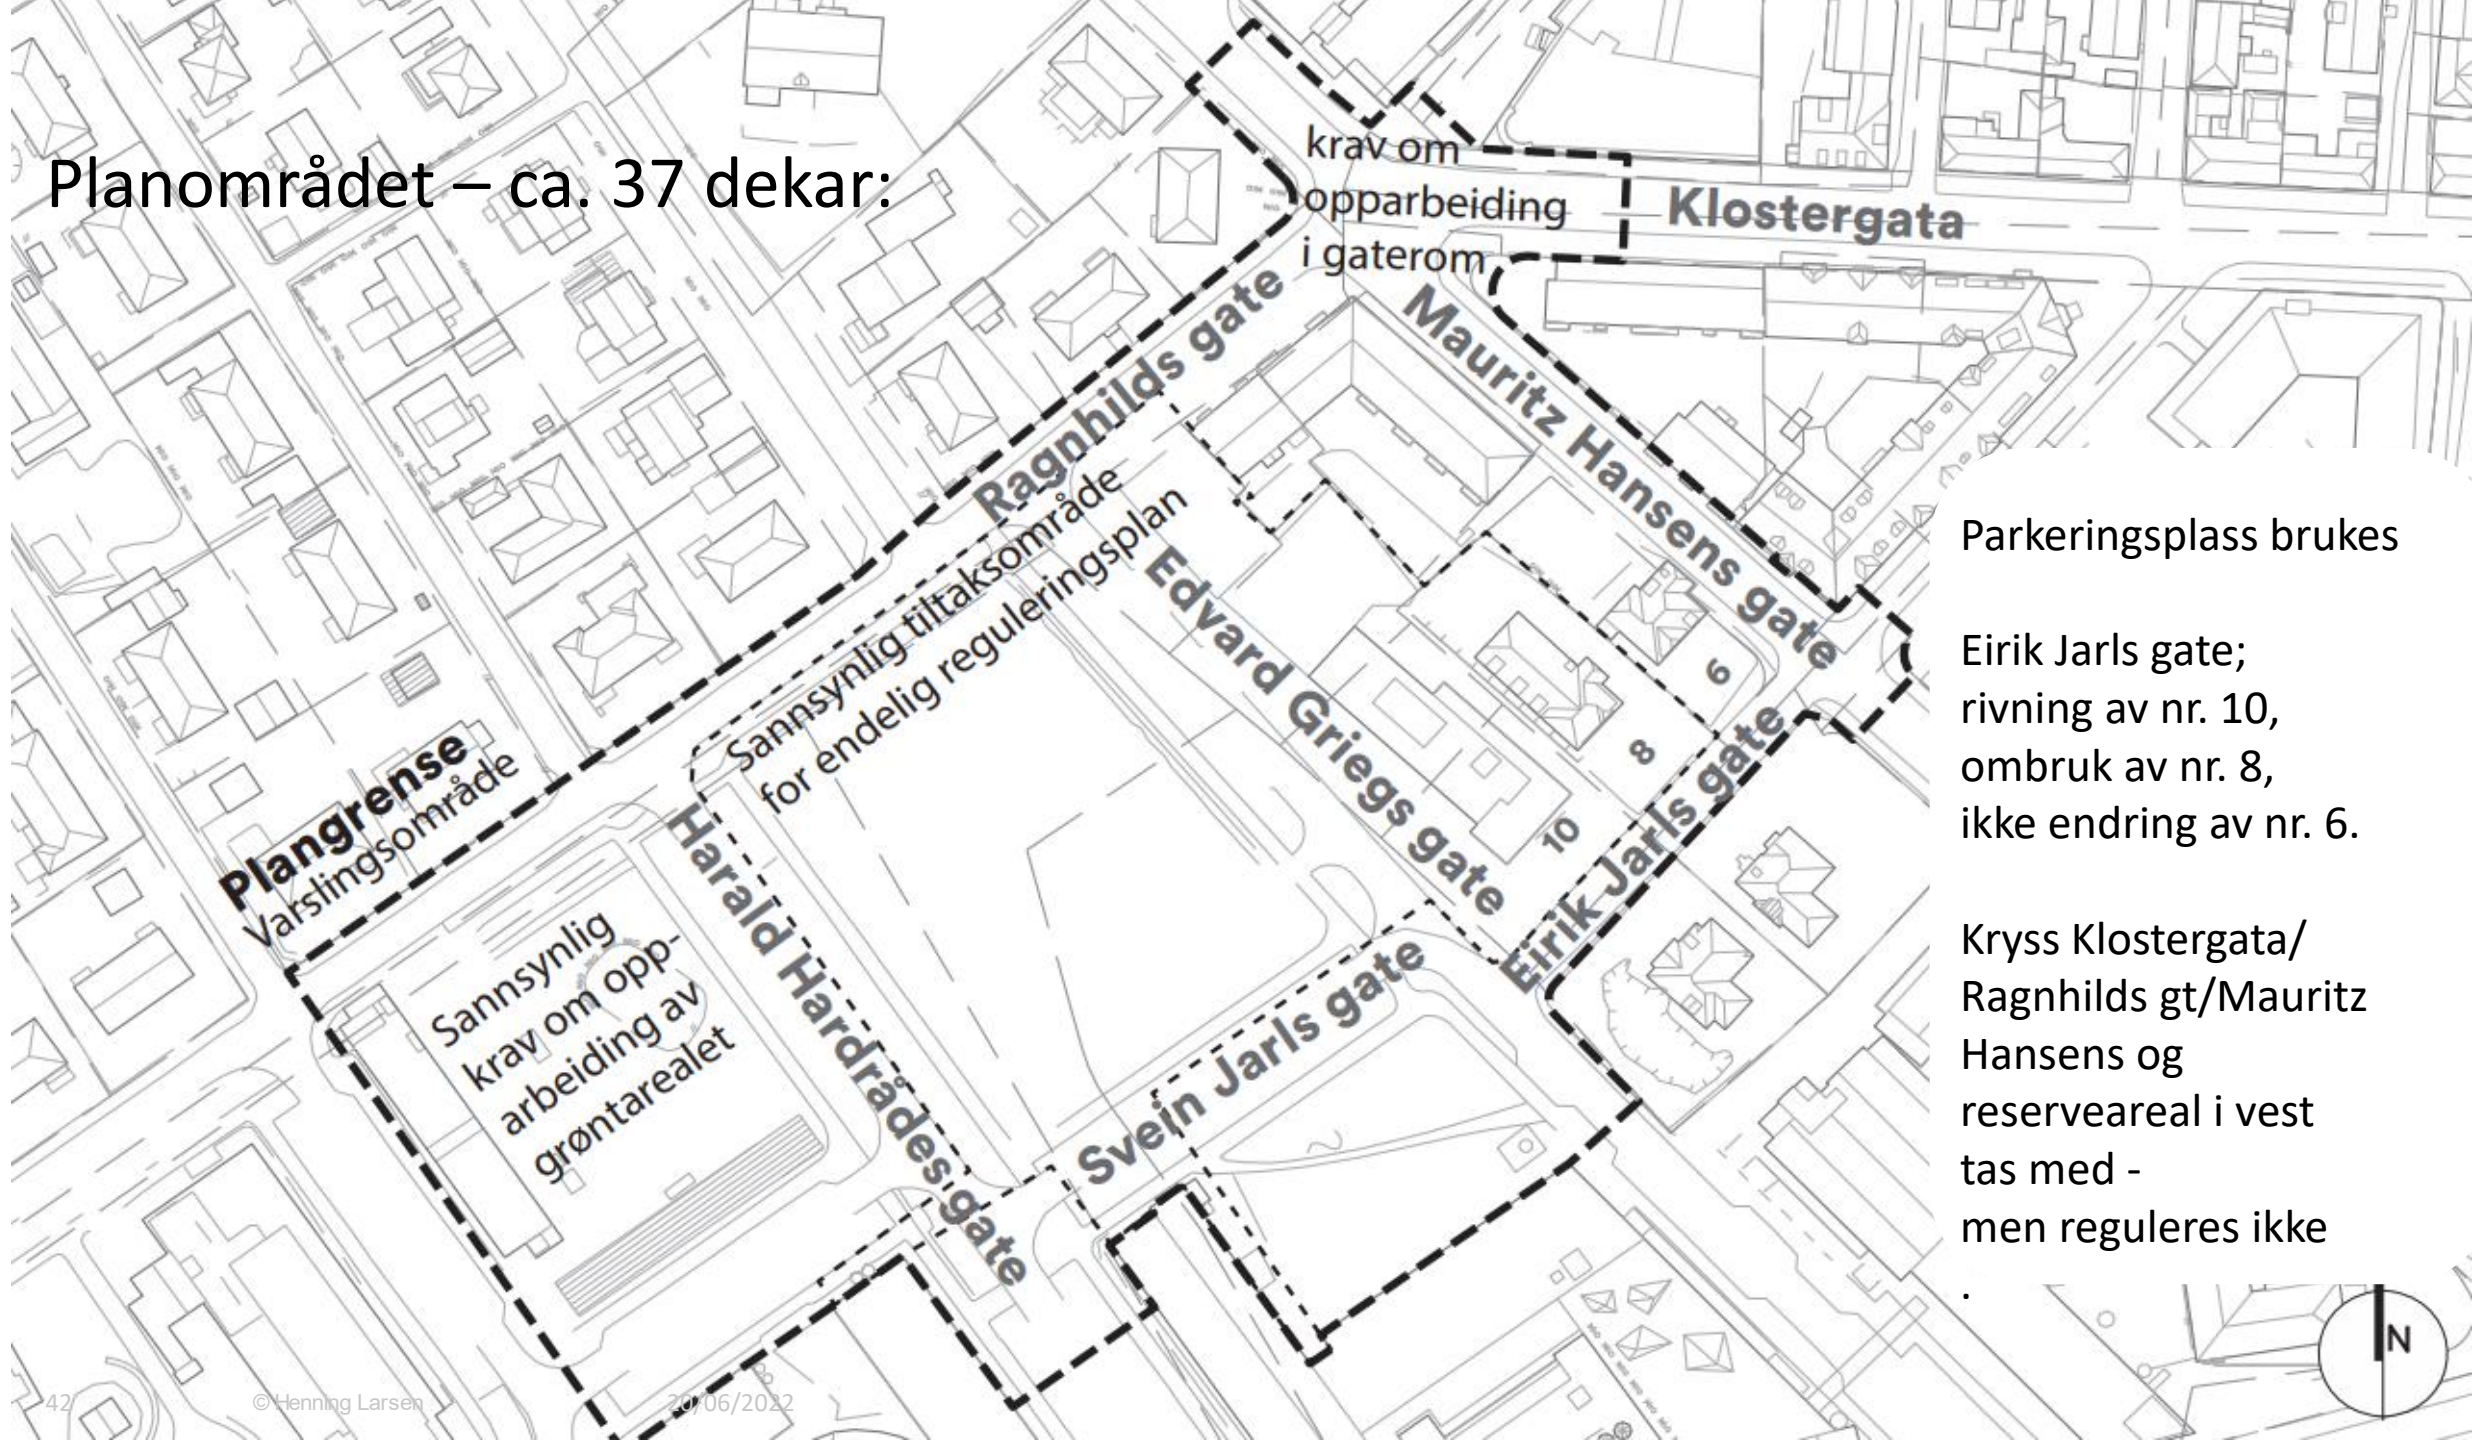 Planområdet – ca. 37 dekar:
krav om
opparbeiding
i gaterom
Klostergata
Ragnhilds gate
Mauritz Hansens gate
Sannsynlig tiltaksområde
for endelig reguleringsplan
Edvard Griegs gate
6
8
10
Eirik Jarls gate
Plangrense
Varslingsområde
Harald Hardrådes gate
Sannsynlig
krav om opp-
arbeiding av
grøntarealet
Svein Jarls gate
Parkeringsplass brukes
Eirik Jarls gate;
rivning av nr. 10,
ombruk av nr. 8,
ikke endring av nr. 6.
Kryss Klostergata/
Ragnhilds gt/Mauritz
Hansens og
reserveareal i vest
tas med -
men reguleres ikke
.
N
42
© Henning Larsen
20/06/2022